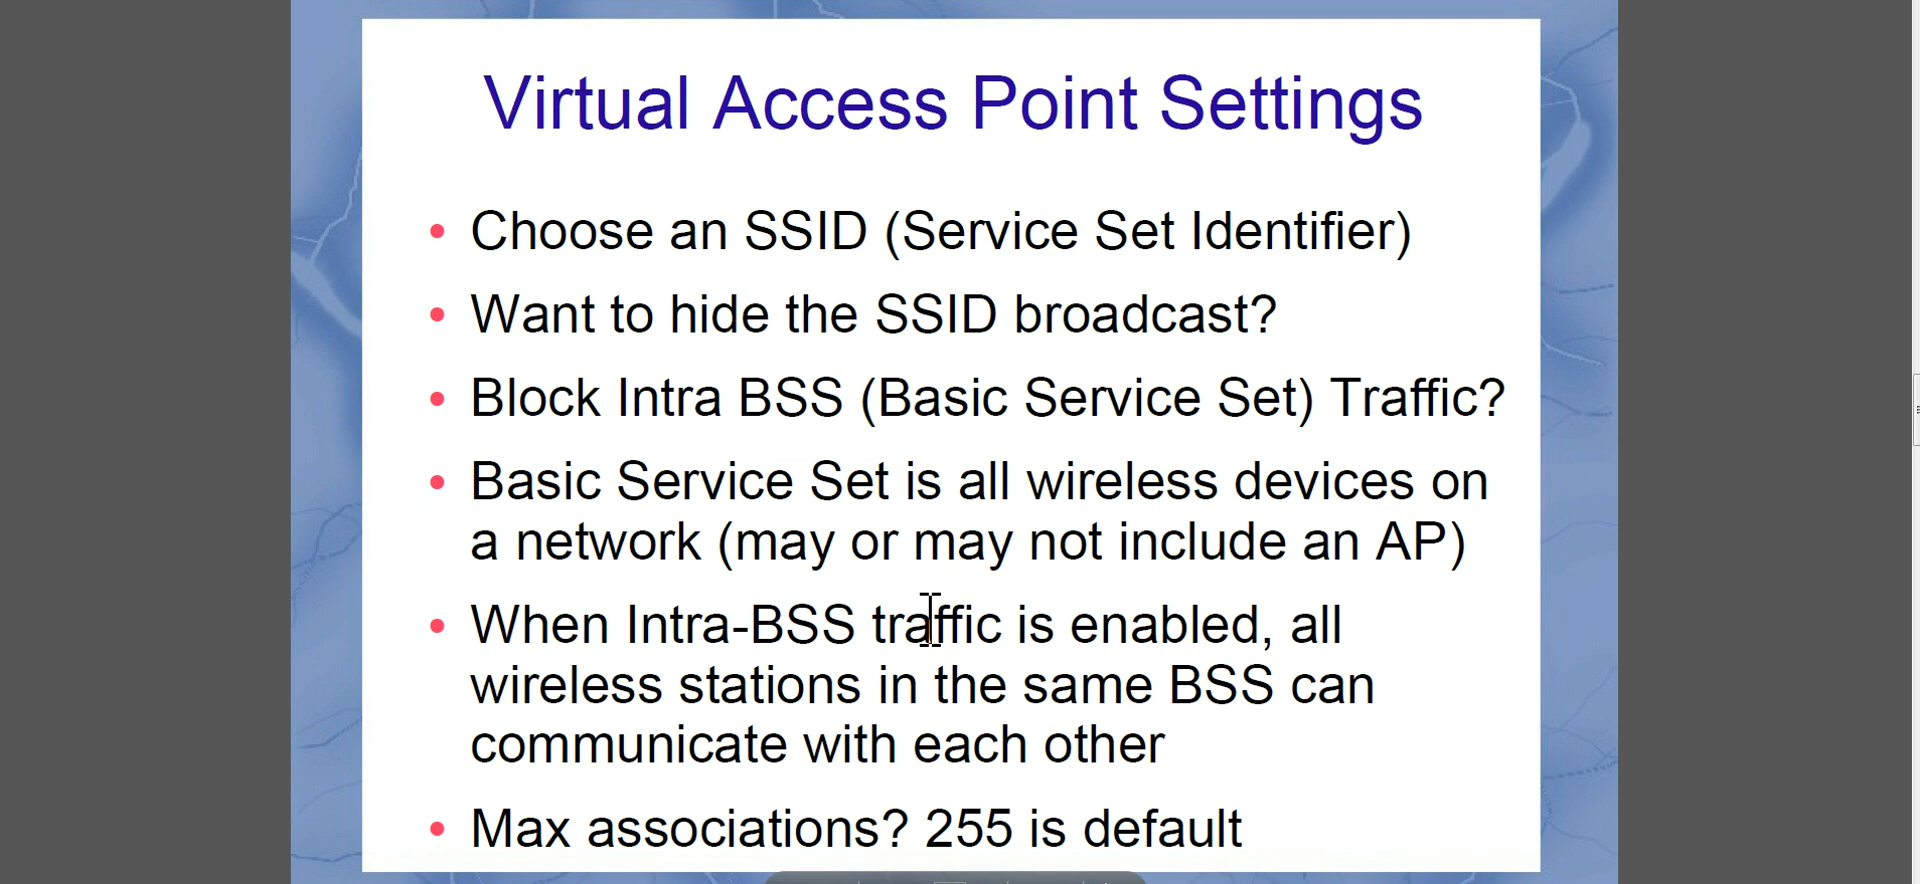 Virtual Access Point Settings
• Choose an SSID (Service Set Identifier)
• Want to hide the SSID broadcast?
• Block Intra BSS (Basic Service Set) Traffic?
• Basic Service Set is all wireless devices on
a network (may or may not include an AP)
• When Intra-BSS traffic is enabled, all
wireless stations in the same BSS can
communicate with each other
• Max associations? 255 is default